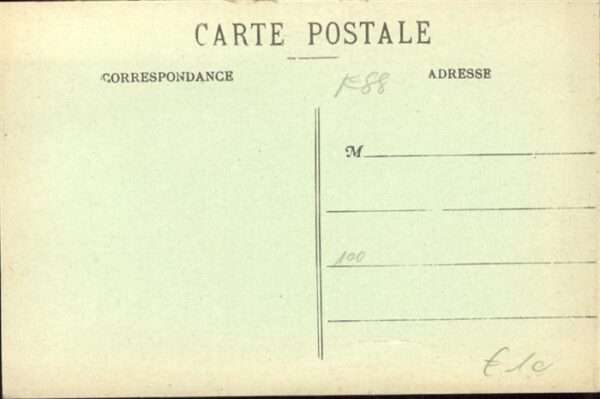 CARTE POSTALE
CORRESPONDANCE
ADRESSE
M
100